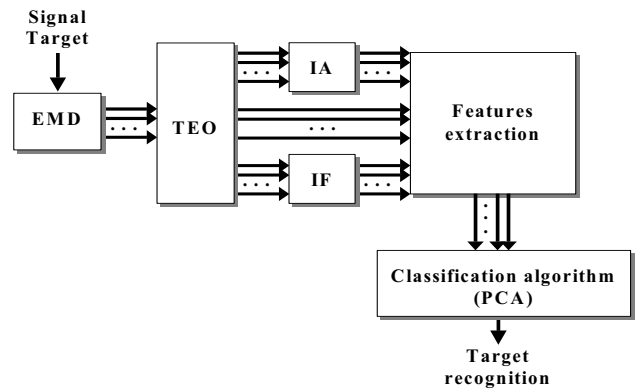 Signal
Target
EMD
. . .
TEO
. . .
IA
. . .
. . .
. . .
IF
. . .
Features
extraction
. . .
Classification algorithm
(PCA)
Target
recognition